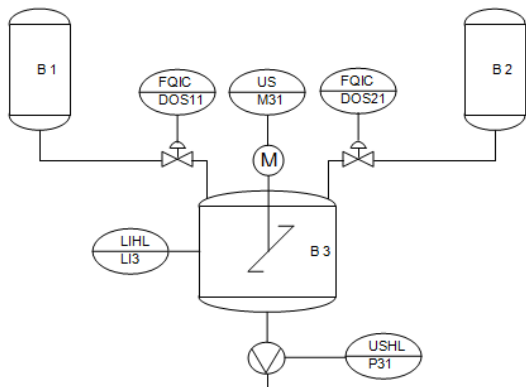 B 1
B 2
FQIC
DOS11
US
M31
FQIC
DOS21
M
LIHL
LI3
B 3
USHL
P31